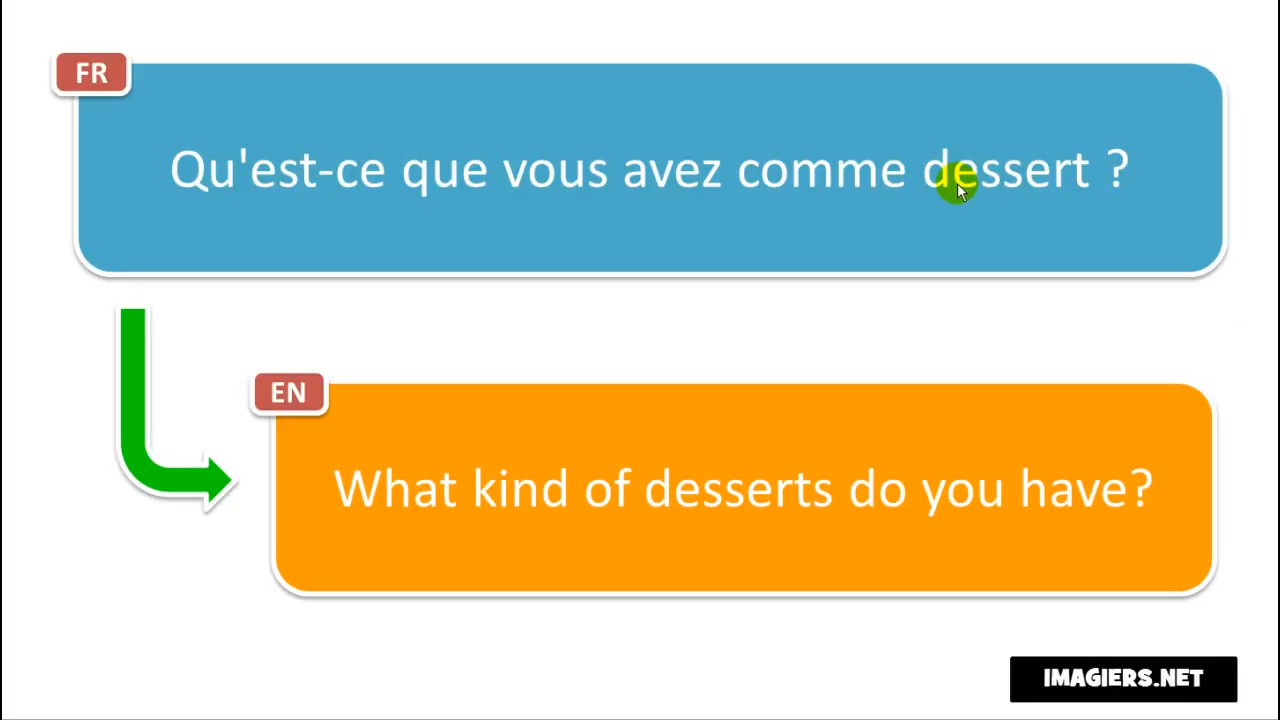 FR
Qu'est-ce que vous avez comme dessert ?
EN
What kind of desserts do you have?
IMAGIERS.NET